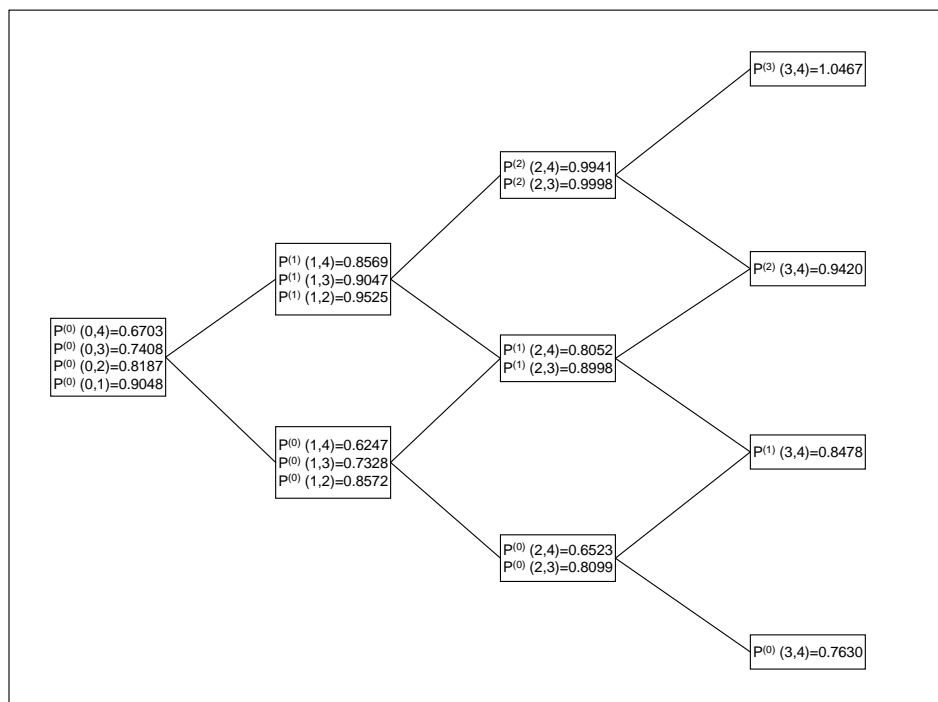 P(0) (0,4)=0.6703
P(0) (0,3)=0.7408
P(0) (0,2)=0.8187
P(0) (0,1)=0.9048
P(1) (1,4)=0.8569
P(1) (1,3)=0.9047
P(1) (1,2)=0.9525
P(0) (1,4)=0.6247
P(0) (1,3)=0.7328
P(0) (1,2)=0.8572
P(2) (2,4)=0.9941
P(2) (2,3)=0.9998
P(1) (2,4)=0.8052
P(1) (2,3)=0.8998
P(0) (2,4)=0.6523
P(0) (2,3)=0.8099
P(3) (3,4)=1.0467
P(2) (3,4)=0.9420
P(1) (3,4)=0.8478
P(0) (3,4)=0.7630